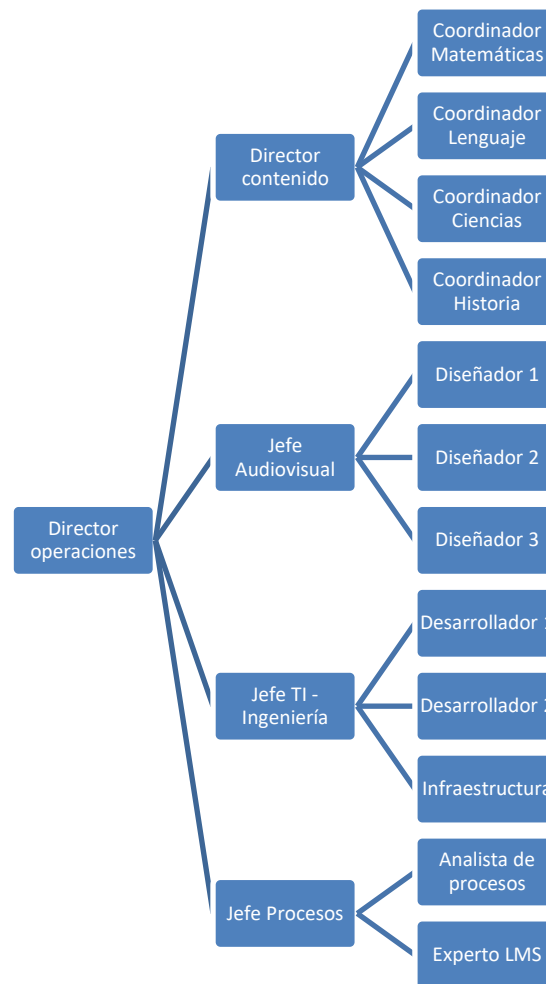 Coordinador
Matemáticas
Coordinador
Lenguaje
Director
contenido
Coordinador
Ciencias
Coordinador
Historia
Diseñador 1
Jefe
Audiovisual
Diseñador 2
Director
operaciones
Diseñador 3
Desarrollador
Jefe TI -
Ingeniería
Desarrollador
Infraestructura
Analista de
procesos
Jefe Procesos
Experto LMS